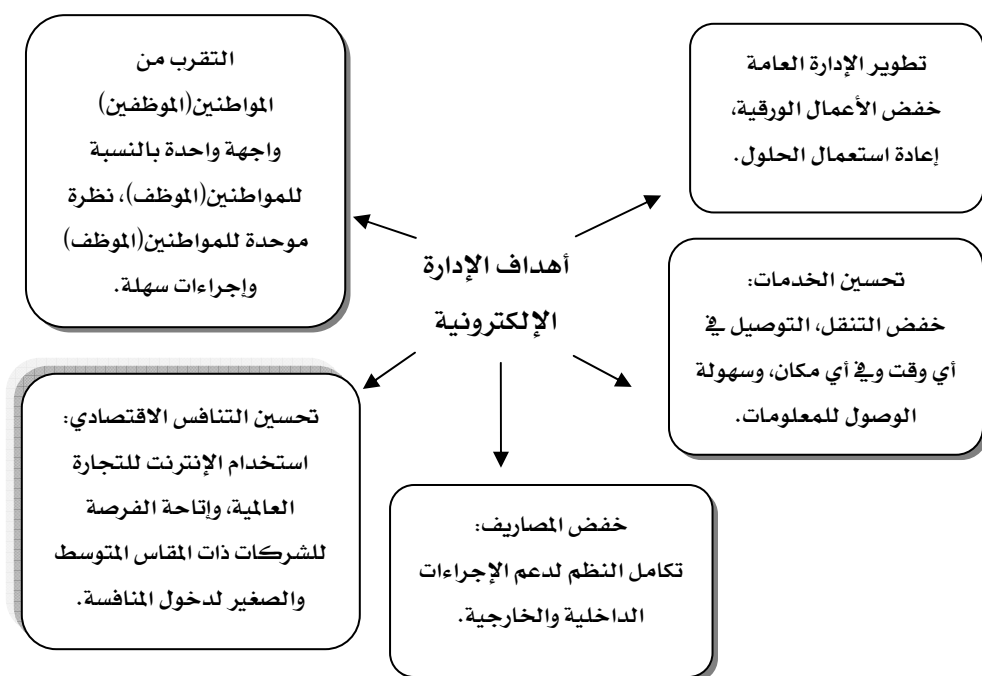 تطوير الإدارة العامة
خفض الأعمال الورقية،
إعادة استعمال الحلول.
التقرب من
المواطنين(الموظفين)
واجهة واحدة بالنسبة
للمواطنين(الموظف)، نظرة
موحدة للمواطنين(الموظف)
وإجراءات سهلة.
أهداف الإدارة
الإلكترونية
تحسين الخدمات:
خفض التنقل، التوصيل في
أي وقت وفي أي مكان، وسهولة
الوصول للمعلومات.
تحسين التنافس الاقتصادي:
استخدام الإنترنت للتجارة
العالمية، وإتاحة الفرصة
للشركات ذات المقاس المتوسط
والصغير لدخول المنافسة.
خفض المصاريف:
تكامل النظم لدعم الإجراءات
الداخلية والخارجية.